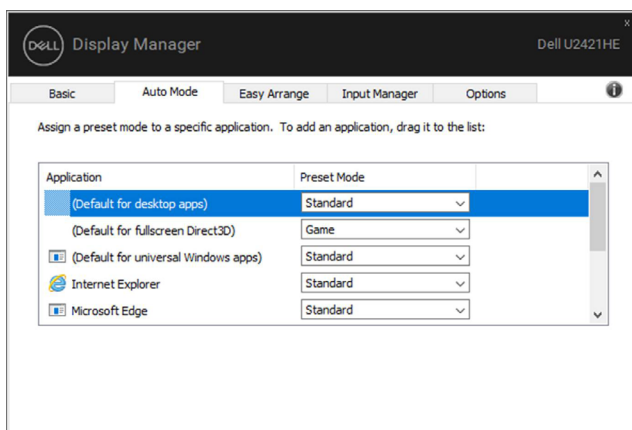 x
DELL Display Manager Dell U2421HE
Basic Auto Mode Easy Arrange Input Manager Options
Assign a preset mode to a specific application. To add an application, drag it to the list:
Application Preset Mode
(Default for desktop apps) Standard
(Default for fullscreen Direct3D) Game
(Default for universal Windows apps) Standard
Internet Explorer Standard
Microsoft Edge Standard